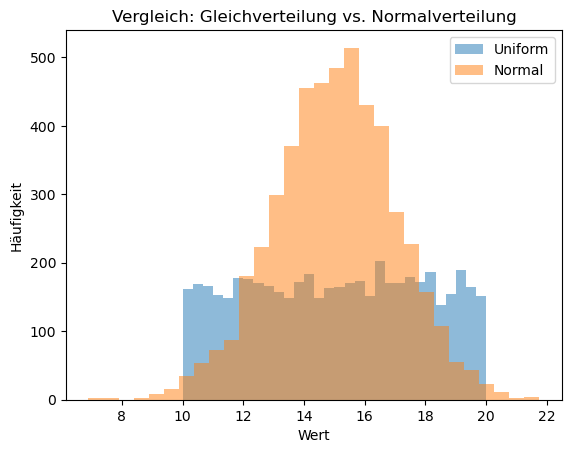 Vergleich: Gleichverteilung vs. Normalverteilung
Uniform
Normal
Häufigkeit
500
400
300
200
100
0
8 10 12 14 16 18 20 22
Wert